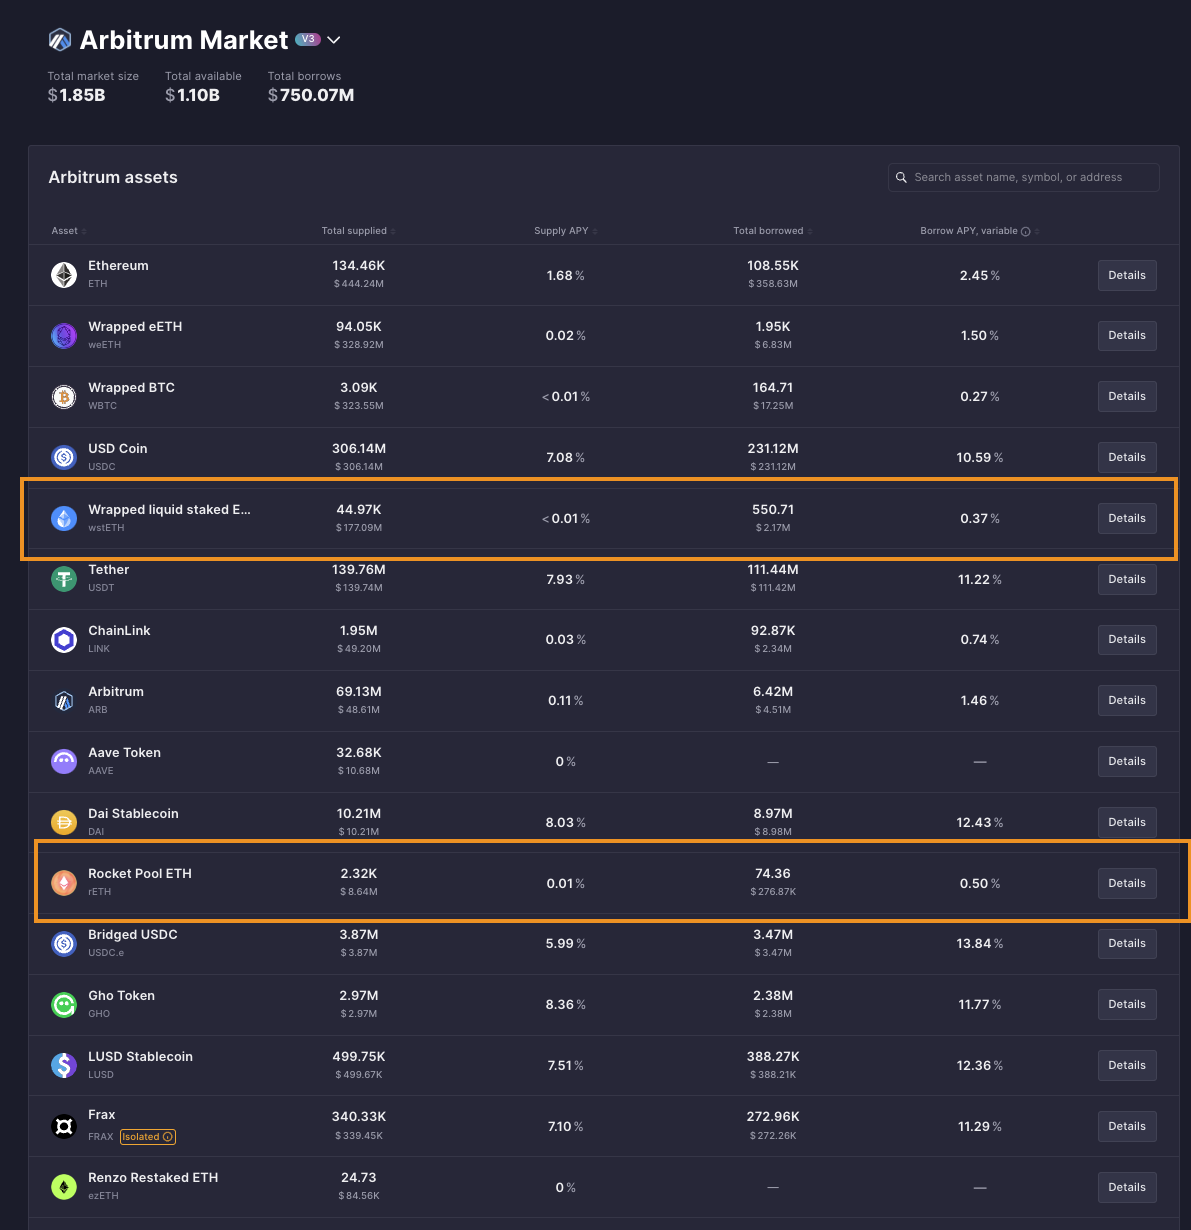 Arbitrum Market V3
Total market size Total available Total borrows
$1.85B $1.10B $750.07M
Arbitrum assets
Search asset name, symbol, or address
Asset Total supplied Supply APY Total borrowed Borrow APY, variable
Ethereum 134.46K 1.68 % 108.55K 2.45 % Details
ETH $444.24M $358.63M
Wrapped eETH 94.05K 0.02 % 1.95K 1.50 % Details
weETH $328.92M $6.83M
Wrapped BTC 3.09K <0.01 % 164.71 0.27 % Details
WBTC $323.55M $17.25M
USD Coin 306.14M 7.08 % 231.12M 10.59 % Details
USDC $306.14M $231.12M
Wrapped liquid staked E... 44.97K <0.01 % 550.71 0.37 % Details
wstETH $177.09M $2.17M
Tether 139.76M 7.93 % 111.44M 11.22 % Details
USDT $139.74M $111.42M
ChainLink 1.95M 0.03 % 92.87K 0.74 % Details
LINK $49.20M $2.34M
Arbitrum 69.13M 0.11 % 6.42M 1.46 % Details
ARB $48.61M $4.51M
Aave Token 32.68K 0 % — — Details
AAVE $10.68M
Dai Stablecoin 10.21M 8.03 % 8.97M 12.43 % Details
DAI $10.21M $8.98M
Rocket Pool ETH 2.32K 0.01 % 74.36 0.50 % Details
rETH $8.64M $276.87K
Bridged USDC 3.87M 5.99 % 3.47M 13.84 % Details
USDC.e $3.87M $3.47M
Gho Token 2.97M 8.36 % 2.38M 11.77 % Details
GHO $2.97M $2.38M
LUSD Stablecoin 499.75K 7.51 % 388.27K 12.36 % Details
LUSD $499.67K $388.21K
Frax 340.33K 7.10 % 272.96K 11.29 % Details
FRAX Isolated $339.45K $272.26K
Renzo Restaked ETH 24.73 0 % — — Details
ezETH $84.56K